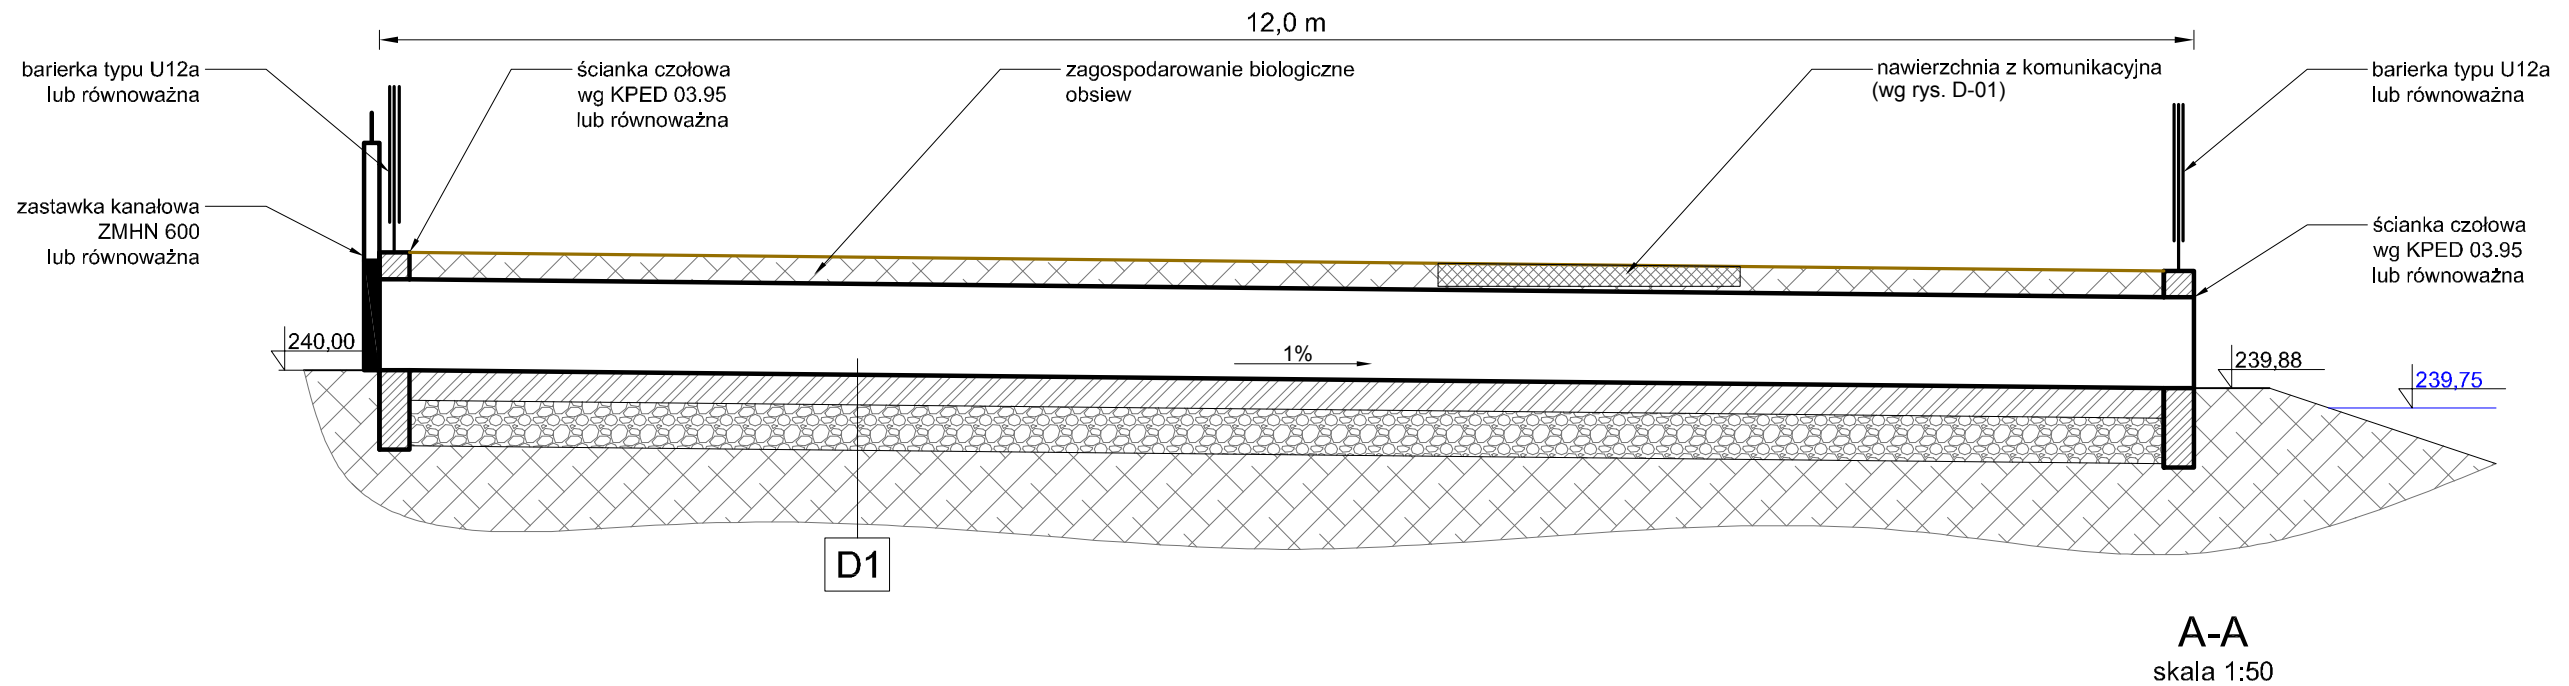 12,0 m
barierka typu U12a
lub równoważna
ścianka czołowa
wg KPED 03.95
lub równoważna
zagospodarowanie biologiczne
obsiew
nawierzchnia z komunikacyjna
(wg rys. D-01)
barierka typu U12a
lub równoważna
zastawka kanałowa
ZMHN 600
lub równoważna
ścianka czołowa
wg KPED 03.95
lub równoważna
240,00
1%
239,88
239,75
D1
A-A
skala 1:50